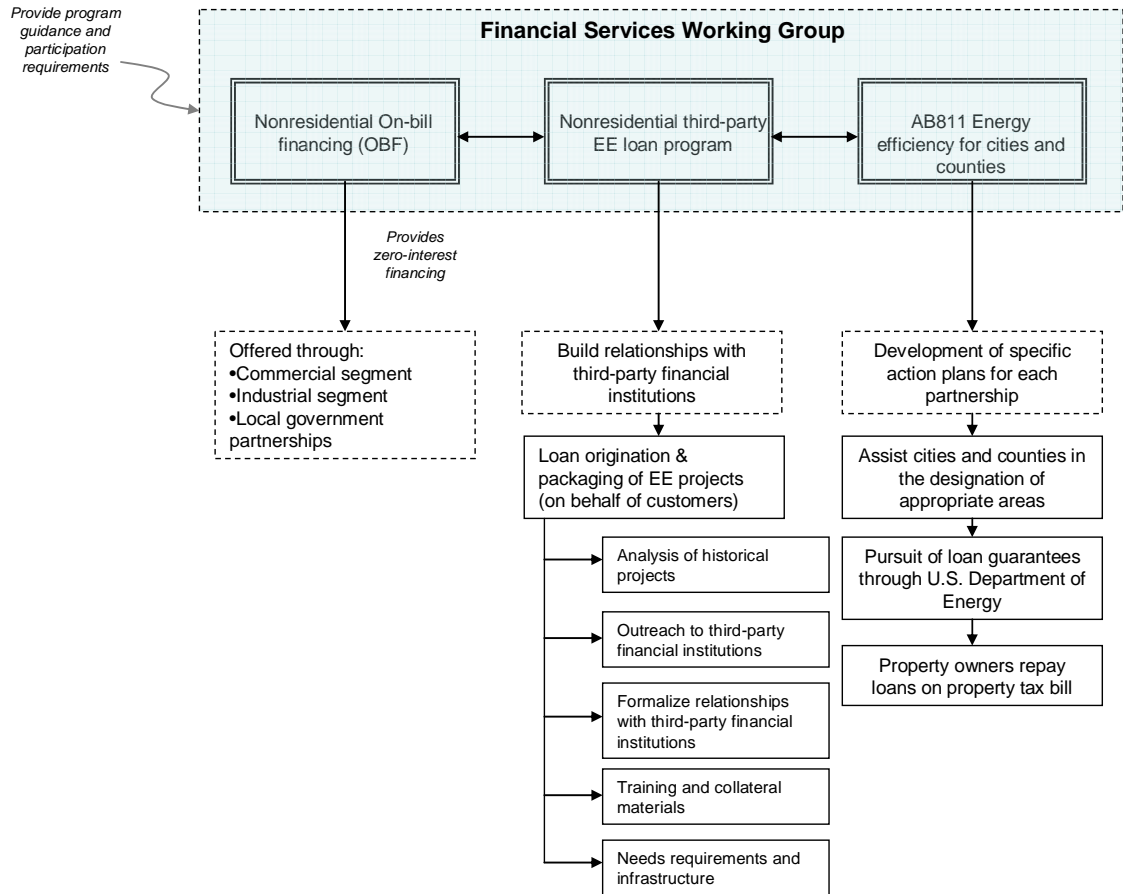 Provide program
guidance and
participation
requirements
Financial Services Working Group
Nonresidential On-bill
financing (OBF)
Nonresidential third-party
EE loan program
AB811 Energy
efficiency for cities and
counties
Provides
zero-interest
financing
Offered through:
•Commercial segment
•Industrial segment
•Local government
partnerships
Build relationships with
third-party financial
institutions
Development of specific
action plans for each
partnership
Loan origination &
packaging of EE projects
(on behalf of customers)
Assist cities and counties in
the designation of
appropriate areas
Analysis of historical
projects
Pursuit of loan guarantees
through U.S. Department of
Energy
Outreach to third-party
financial institutions
Property owners repay
loans on property tax bill
Formalize relationships
with third-party financial
institutions
Training and collateral
materials
Needs requirements and
infrastructure